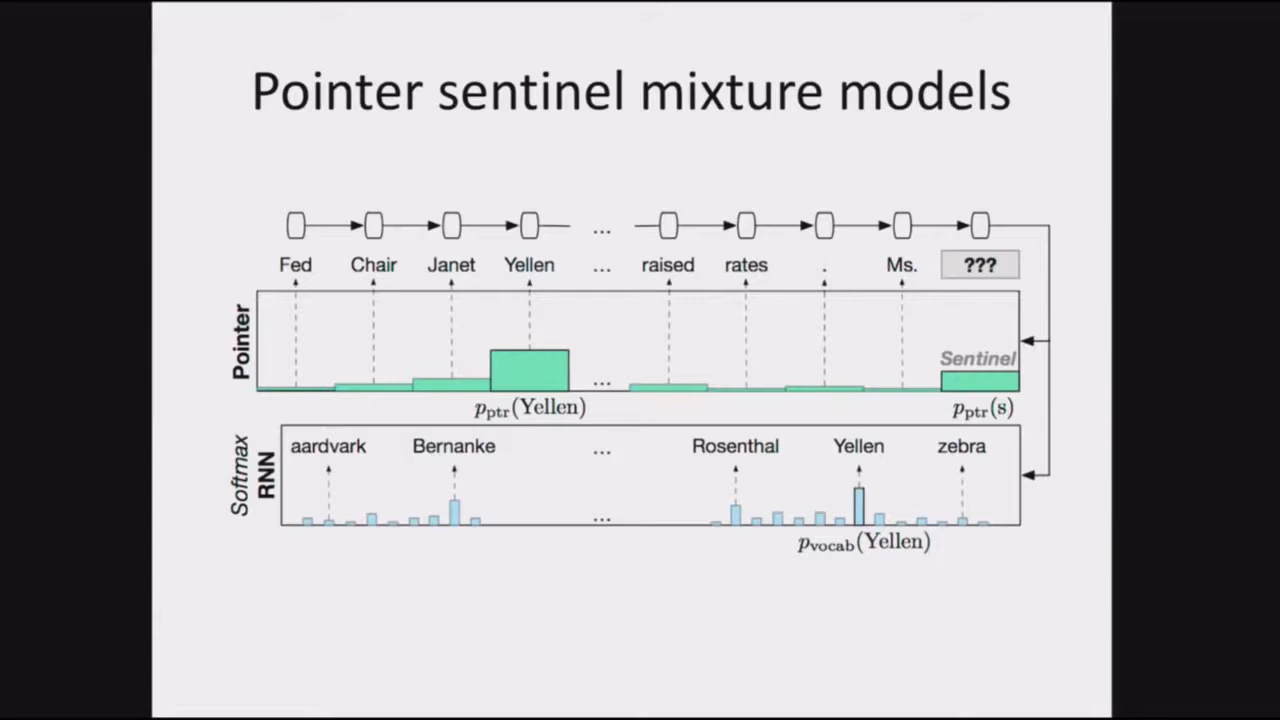 Pointer sentinel mixture models
Fed Chair Janet Yellen ... raised rates . Ms. ???
Pointer
Sentinel
...
p_ptr(Yellen) p_ptr(s)
Softmax
RNN
aardvark Bernanke ... Rosenthal Yellen zebra
...
p_vocab(Yellen)